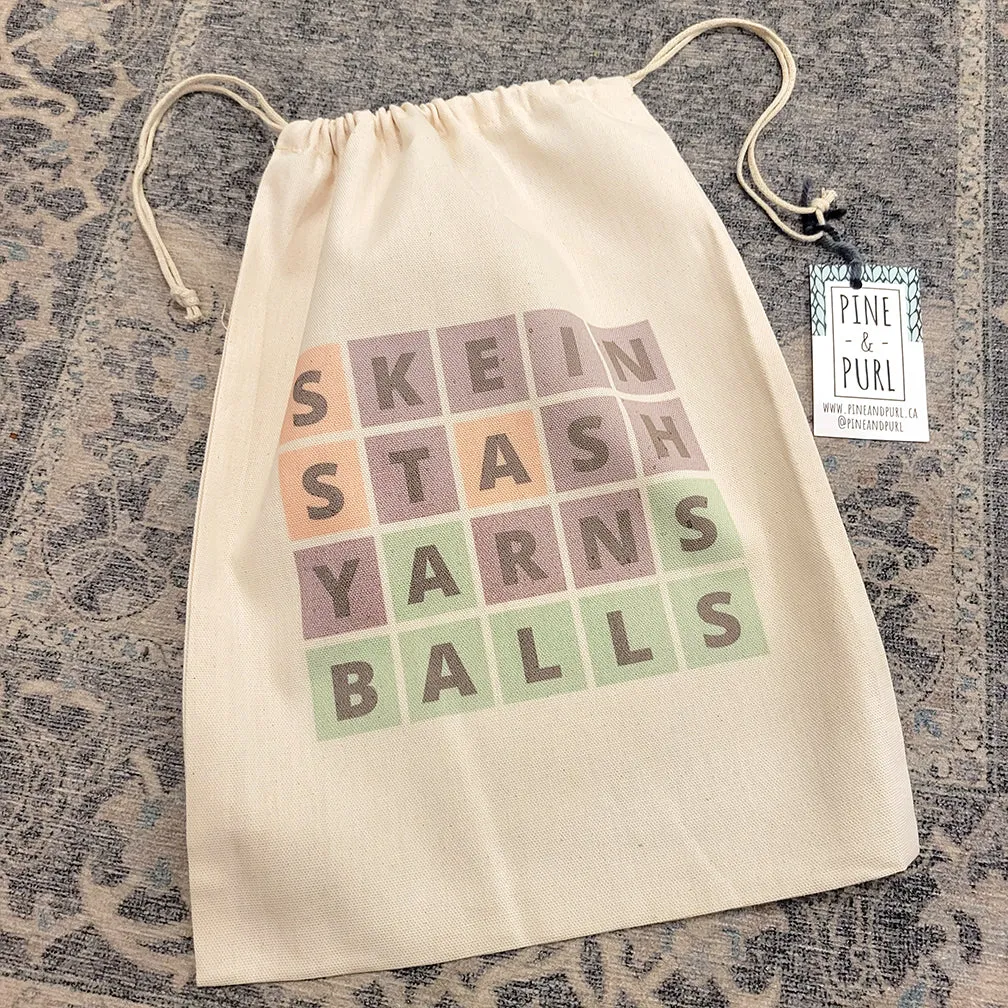 SKEIN
STASH
YARNS
BALLS
PINE
- & -
PURL
WWW.PINEANDPURL.CA
@PINEANDPURL